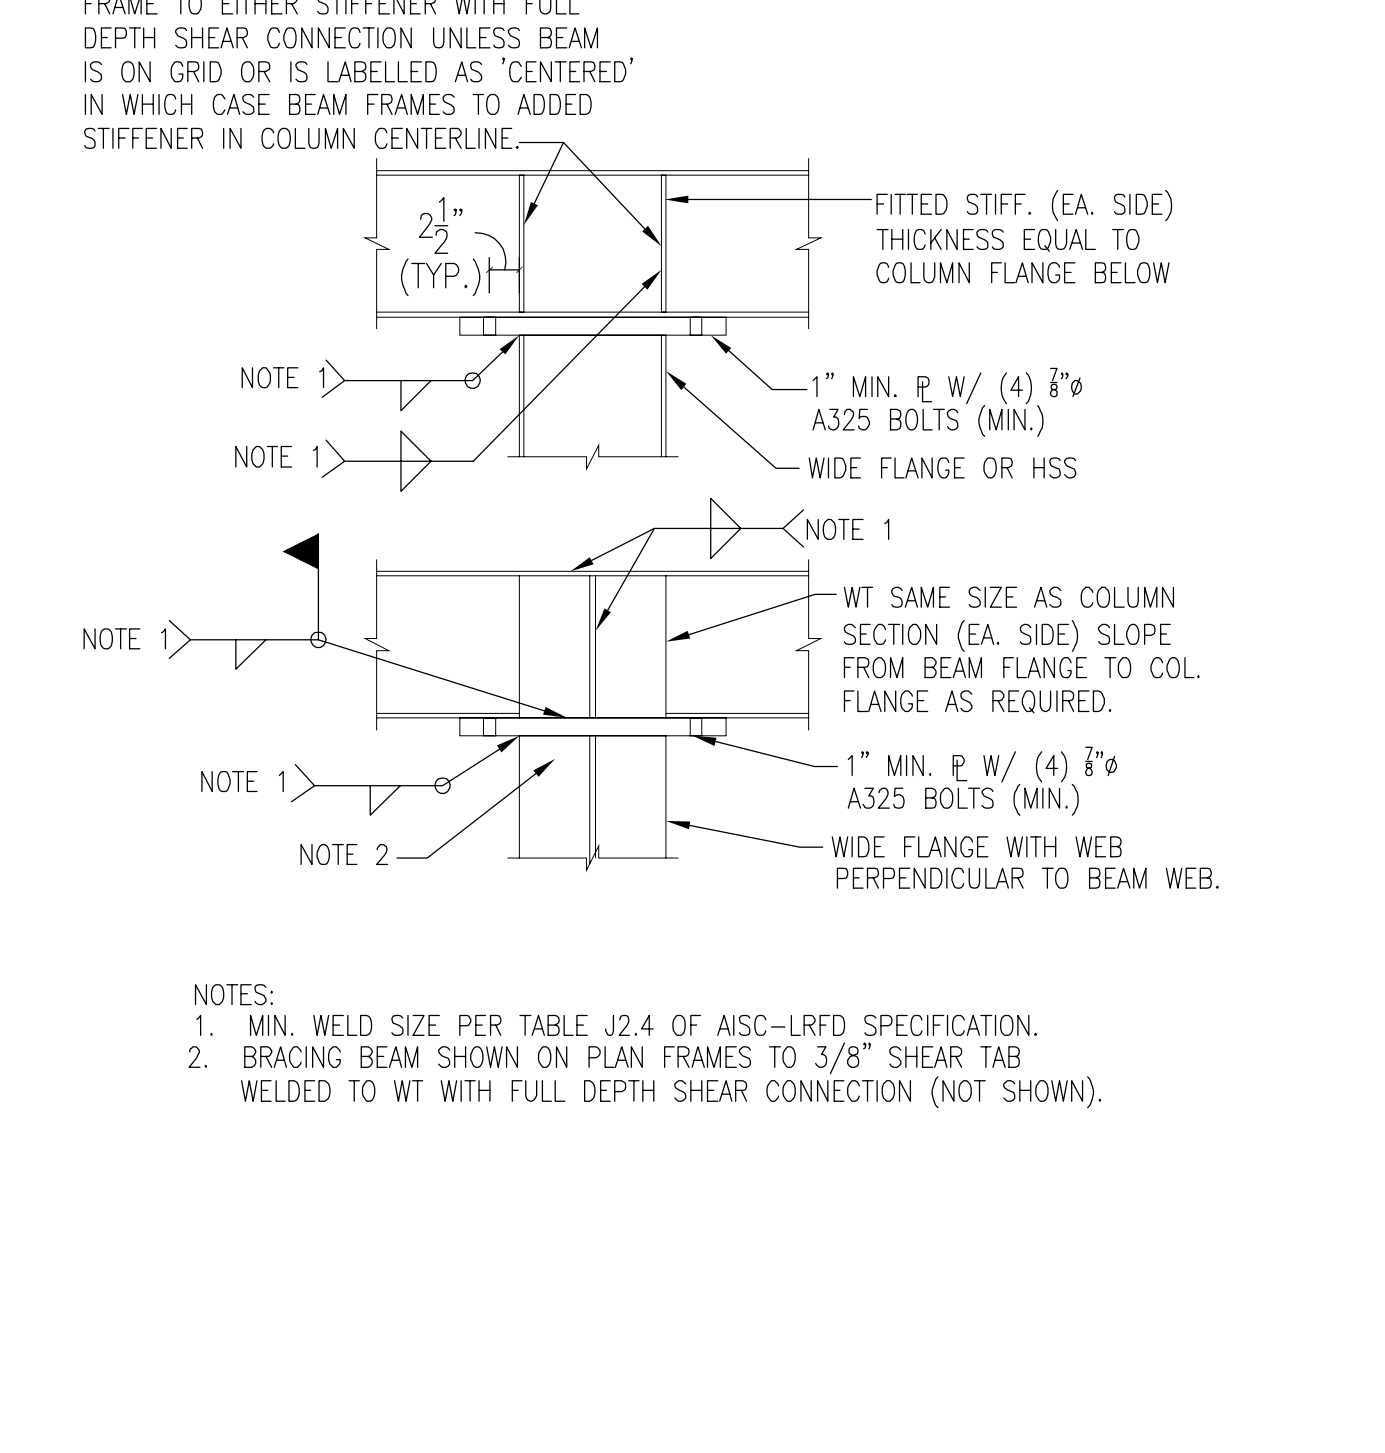 FRAME TO EITHER STIFFENER WITH FULL
DEPTH SHEAR CONNECTION UNLESS BEAM
IS ON GRID OR IS LABELLED AS 'CENTERED'
IN WHICH CASE BEAM FRAMES TO ADDED
STIFFENER IN COLUMN CENTERLINE.
2 1/2"
(TYP.)
FITTED STIFF. (EA. SIDE)
THICKNESS EQUAL TO
COLUMN FLANGE BELOW
NOTE 1
1" MIN. ℄ W/ (4) 7/8"ø
A325 BOLTS (MIN.)
NOTE 1
WIDE FLANGE OR HSS
NOTE 1
WT SAME SIZE AS COLUMN
SECTION (EA. SIDE) SLOPE
FROM BEAM FLANGE TO COL.
FLANGE AS REQUIRED.
NOTE 1
1" MIN. ℄ W/ (4) 7/8"ø
A325 BOLTS (MIN.)
NOTE 1
NOTE 2
WIDE FLANGE WITH WEB
PERPENDICULAR TO BEAM WEB.
NOTES:
1. MIN. WELD SIZE PER TABLE J2.4 OF AISC-LRFD SPECIFICATION.
2. BRACING BEAM SHOWN ON PLAN FRAMES TO 3/8" SHEAR TAB
WELDED TO WT WITH FULL DEPTH SHEAR CONNECTION (NOT SHOWN).